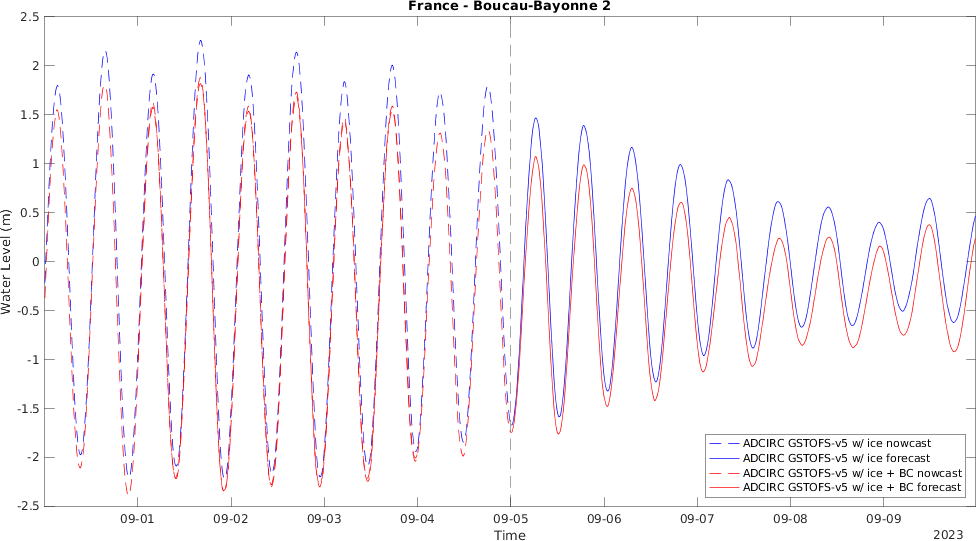 France - Boucau-Bayonne 2
2.5
2
1.5
1
0.5
0
-0.5
-1
-1.5
-2
-2.5
Water Level (m)
ADCIRC GSTOFS-v5 w/ ice nowcast
ADCIRC GSTOFS-v5 w/ ice forecast
ADCIRC GSTOFS-v5 w/ ice + BC nowcast
ADCIRC GSTOFS-v5 w/ ice + BC forecast
09-01 09-02 09-03 09-04 09-05 09-06 09-07 09-08 09-09
Time
2023